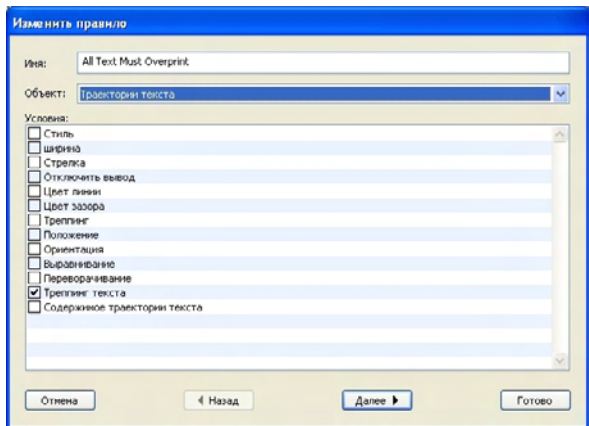 Изменить правило
Имя: All Text Must Overprint
Объект: Траектории текста
Условия:
Стиль
ширина
Стрелка
Отключить вывод
Цвет линии
Цвет зазора
Треппинг
Положение
Ориентация
Выравнивание
Переворачивание
Треппинг текста
Содержимое траектории текста
Отмена Назад Далее Готово